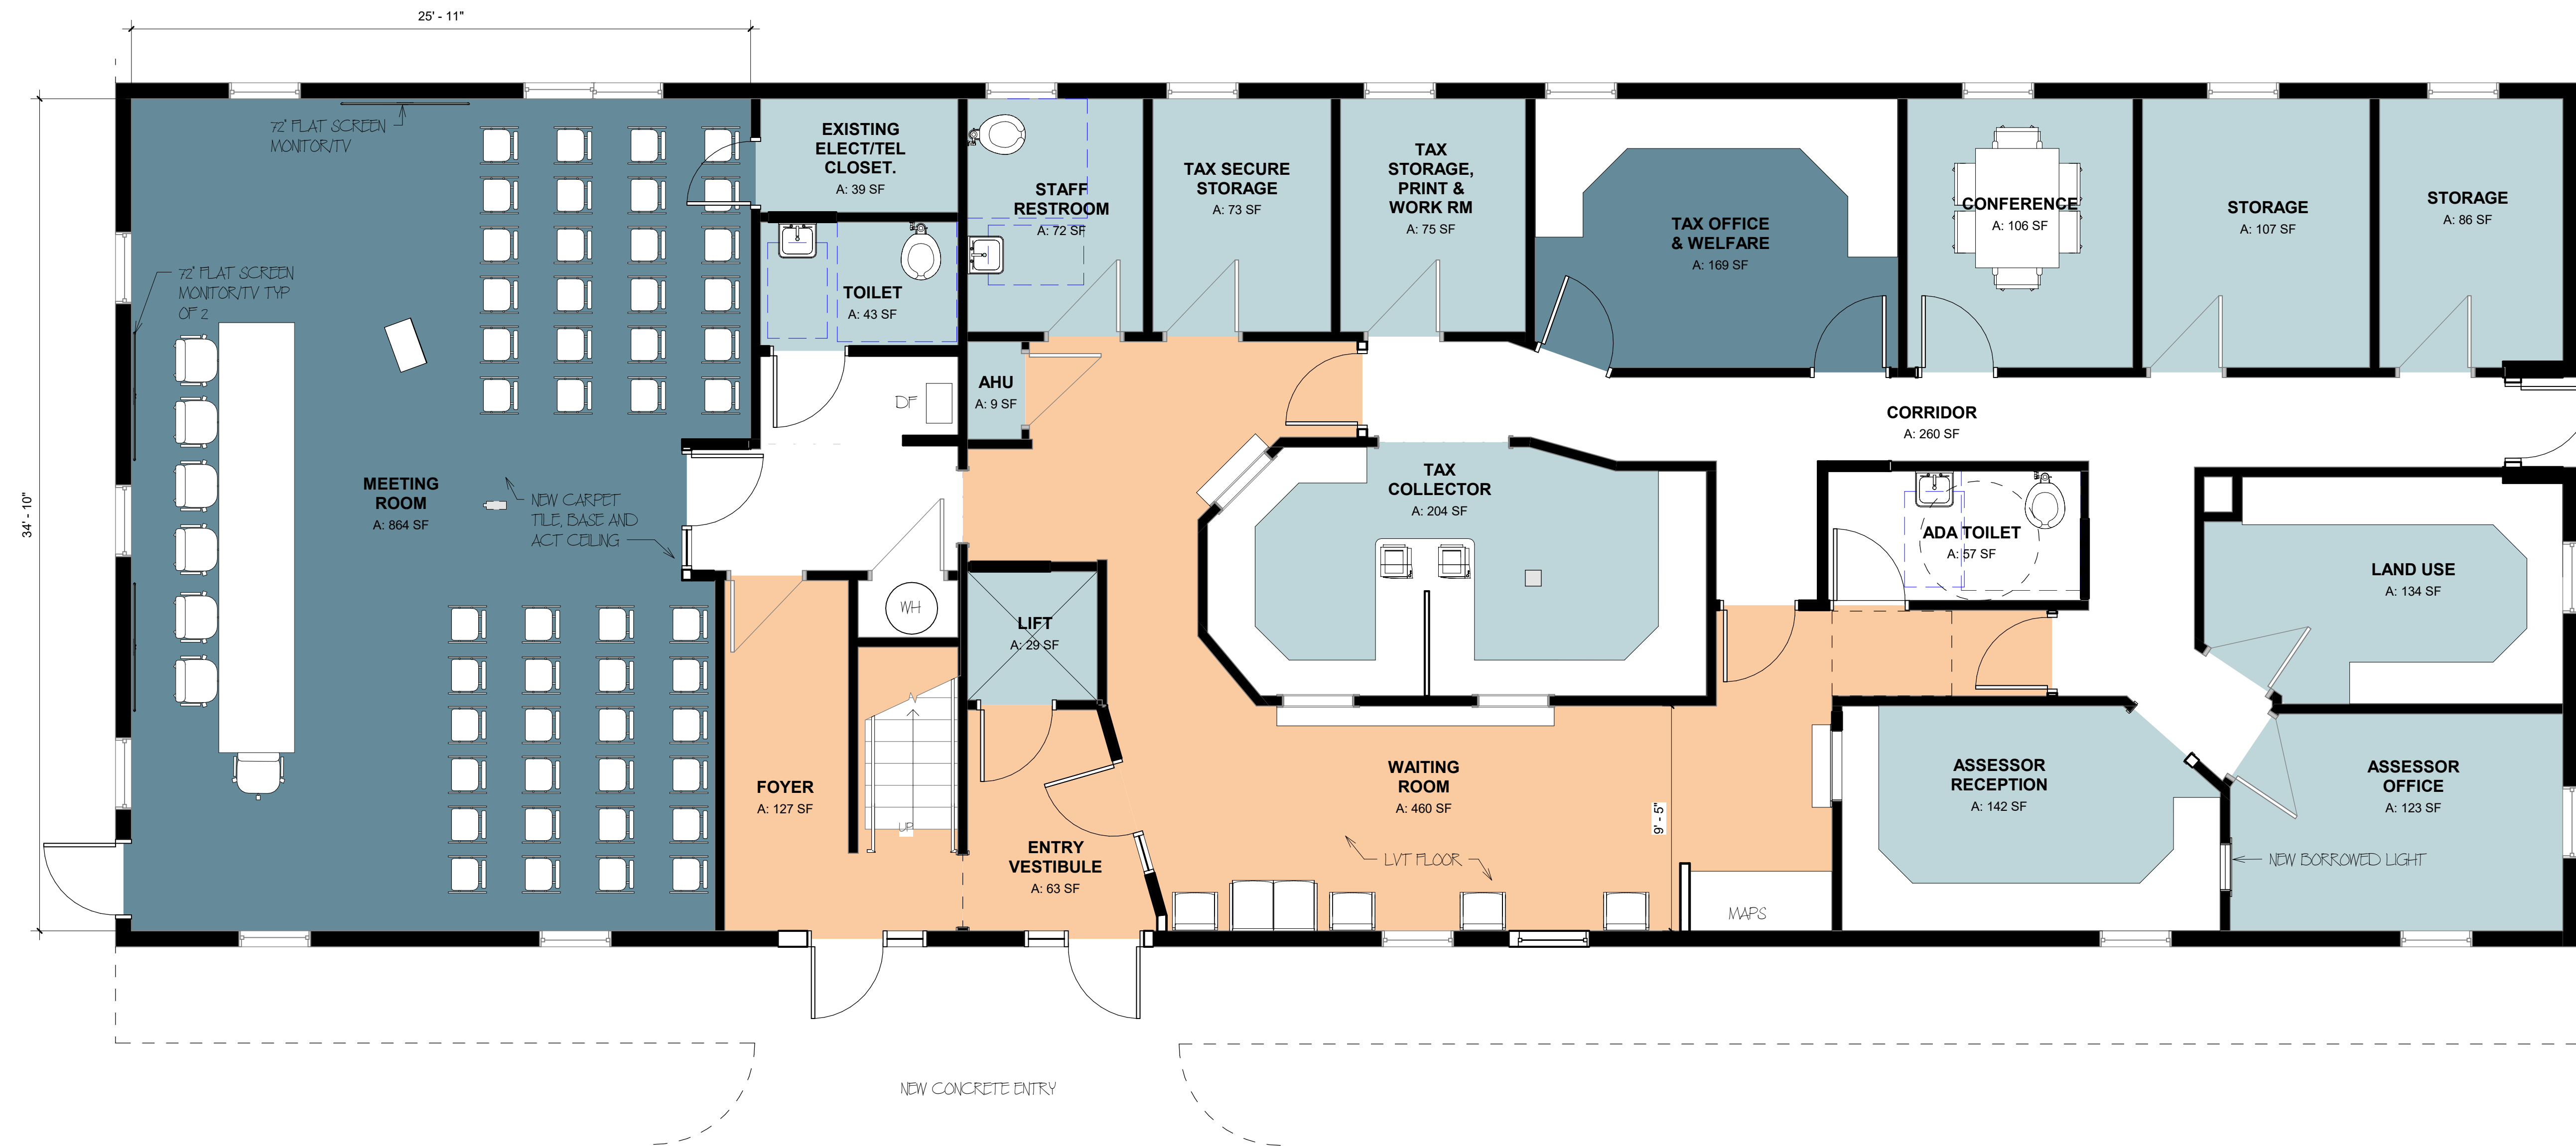 25' - 11"
34' - 10"
72" FLAT SCREEN
MONITOR/TV
72" FLAT SCREEN
MONITOR/TV TYP
OF 2
MEETING
ROOM
A: 864 SF
NEW CARPET
TILE, BASE AND
ACT CEILING
EXISTING
ELECT/TEL
CLOSET.
A: 39 SF
TOILET
A: 43 SF
DF
WH
STAFF
RESTROOM
A: 72 SF
AHU
A: 9 SF
TAX SECURE
STORAGE
A: 73 SF
TAX
STORAGE,
PRINT &
WORK RM
A: 75 SF
TAX OFFICE
& WELFARE
A: 169 SF
CONFERENCE
A: 106 SF
STORAGE
A: 107 SF
STORAGE
A: 86 SF
CORRIDOR
A: 260 SF
TAX
COLLECTOR
A: 204 SF
ADA TOILET
A: 57 SF
LAND USE
A: 134 SF
LIFT
A: 29 SF
FOYER
A: 127 SF
UP
ENTRY
VESTIBULE
A: 63 SF
WAITING
ROOM
A: 460 SF
9' - 5"
LVT FLOOR
MAPS
ASSESSOR
RECEPTION
A: 142 SF
ASSESSOR
OFFICE
A: 123 SF
NEW BORROWED LIGHT
NEW CONCRETE ENTRY